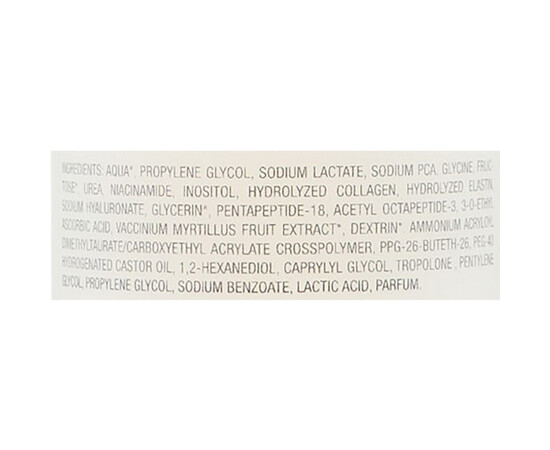 INGREDIENTS: AQUA*, PROPYLENE GLYCOL, SODIUM LACTATE, SODIUM PCA, GLYCINE, FRUC-
TOSE* UREA, NIACINAMIDE, INOSITOL, HYDROLYZED COLLAGEN, HYDROLYZED ELASTIN,
SODIUM HYALURONATE, GLYCERIN*, PENTAPEPTIDE-18, ACETYL OCTAPEPTIDE-3, 3-O-ETHYL
ASCORBIC ACID, VACCINIUM MYRTILLUS FRUIT EXTRACT*, DEXTRIN* AMMONIUM ACRYLOYL
DIMETHYLTAURATE/CARBOXYETHYL ACRYLATE CROSSPOLYMER, PPG-26-BUTETH-26, PEG-40
HYDROGENATED CASTOR OIL, 1,2-HEXANEDIOL, CAPRYLYL GLYCOL, TROPOLONE, PENTYLENE
GLYCOL, PROPYLENE GLYCOL, SODIUM BENZOATE, LACTIC ACID, PARFUM.